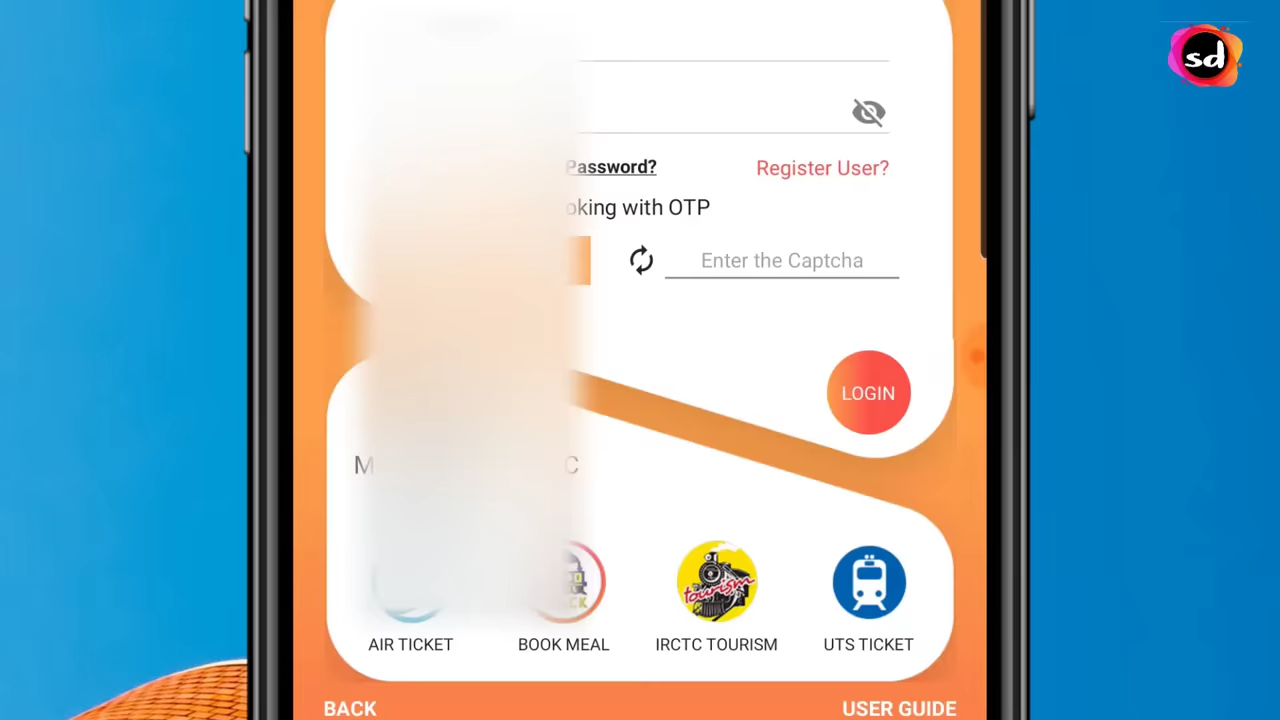 sd
Password?
Register User?
oking with OTP
Enter the Captcha
LOGIN
M C
tourism
AIR TICKET
BOOK MEAL
IRCTC TOURISM
UTS TICKET
BACK
USER GUIDE